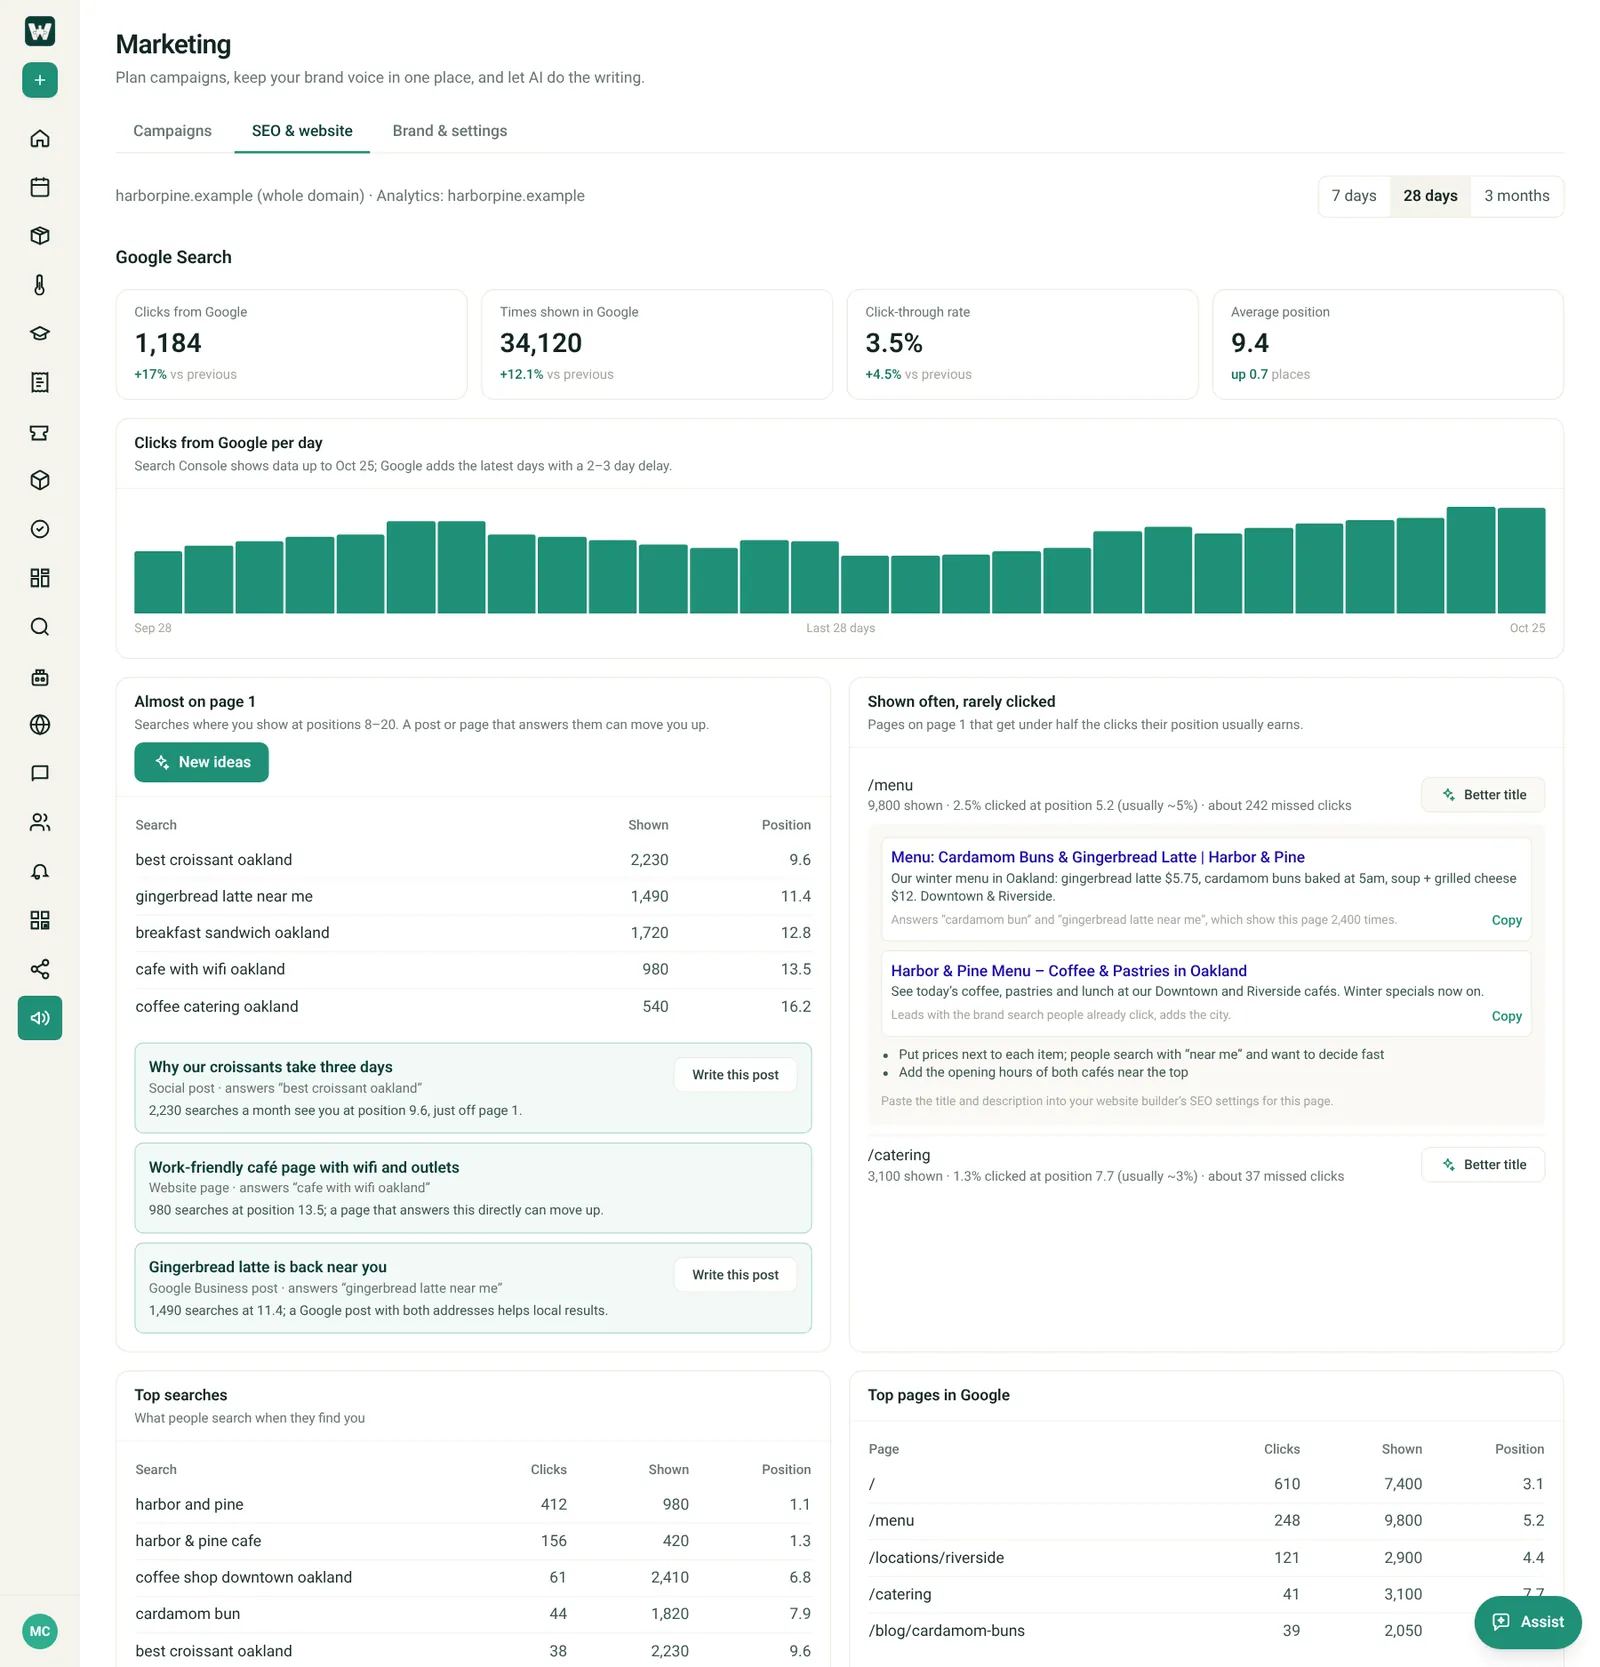 W
Marketing
Plan campaigns, keep your brand voice in one place, and let AI do the writing.
Campaigns
SEO & website
Brand & settings
harborpine.example (whole domain) · Analytics: harborpine.example
7 days
28 days
3 months
Google Search
Clicks from Google
1,184
+17% vs previous
Times shown in Google
34,120
+12.1% vs previous
Click-through rate
3.5%
+4.5% vs previous
Average position
9.4
up 0.7 places
Clicks from Google per day
Search Console shows data up to Oct 25; Google adds the latest days with a 2–3 day delay.
Sep 28
Last 28 days
Oct 25
Almost on page 1
Searches where you show at positions 8–20. A post or page that answers them can move you up.
New ideas
Search Shown Position
best croissant oakland 2,230 9.6
gingerbread latte near me 1,490 11.4
breakfast sandwich oakland 1,720 12.8
cafe with wifi oakland 980 13.5
coffee catering oakland 540 16.2
Why our croissants take three days
Social post · answers “best croissant oakland”
2,230 searches a month see you at position 9.6, just off page 1.
Write this post
Work-friendly café page with wifi and outlets
Website page · answers “cafe with wifi oakland”
980 searches at position 13.5; a page that answers this directly can move up.
Gingerbread latte is back near you
Google Business post · answers “gingerbread latte near me”
1,490 searches at 11.4; a Google post with both addresses helps local results.
Write this post
Shown often, rarely clicked
Pages on page 1 that get under half the clicks their position usually earns.
/menu
9,800 shown · 2.5% clicked at position 5.2 (usually ~5%) · about 242 missed clicks
Better title
Menu: Cardamom Buns & Gingerbread Latte | Harbor & Pine
Our winter menu in Oakland: gingerbread latte $5.75, cardamom buns baked at 5am, soup + grilled cheese
$12. Downtown & Riverside.
Answers “cardamom bun” and “gingerbread latte near me”, which show this page 2,400 times.
Copy
Harbor & Pine Menu – Coffee & Pastries in Oakland
See today’s coffee, pastries and lunch at our Downtown and Riverside cafés. Winter specials now on.
Leads with the brand search people already click, adds the city.
Copy
• Put prices next to each item; people search with “near me” and want to decide fast
• Add the opening hours of both cafés near the top
Paste the title and description into your website builder’s SEO settings for this page.
/catering
3,100 shown · 1.3% clicked at position 7.7 (usually ~3%) · about 37 missed clicks
Better title
Top searches
What people search when they find you
Search Clicks Shown Position
harbor and pine 412 980 1.1
harbor & pine cafe 156 420 1.3
coffee shop downtown oakland 61 2,410 6.8
cardamom bun 44 1,820 7.9
best croissant oakland 38 2,230 9.6
Top pages in Google
Page Clicks Shown Position
/ 610 7,400 3.1
/menu 248 9,800 5.2
/locations/riverside 121 2,900 4.4
/catering 41 3,100 7.7
/blog/cardamom-buns 39 2,050
Assist
MC